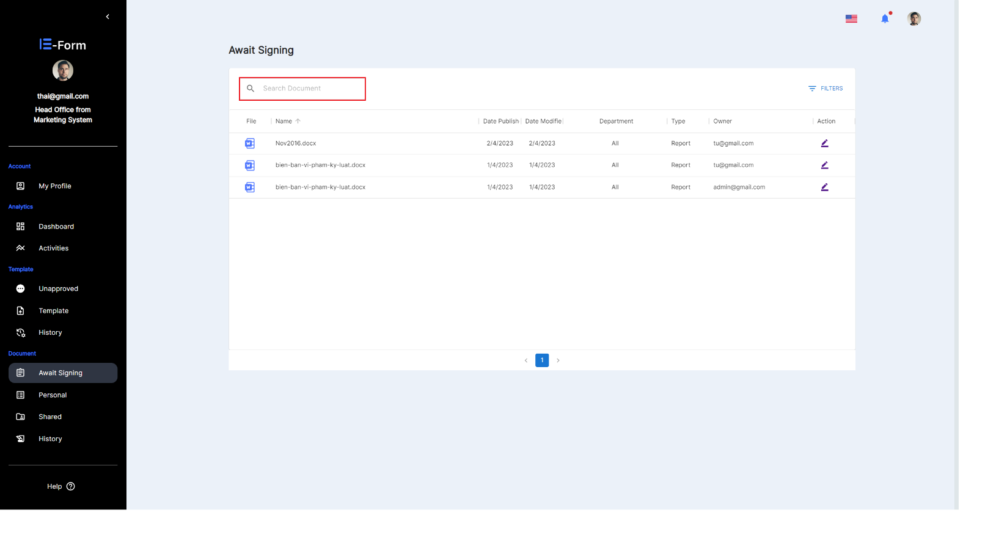 E-Form
thai@gmail.com
Head Office from
Marketing System
Account
My Profile
Analytics
Dashboard
Activities
Template
Unapproved
Template
History
Document
Await Signing
Personal
Shared
History
Help
Await Signing
Search Document
FILTERS
File Name Date Publish Date Modifie Department Type Owner Action
Nov2016.docx 2/4/2023 2/4/2023 All Report tu@gmail.com
bien-ban-vi-pham-ky-luat.docx 1/4/2023 1/4/2023 All Report tu@gmail.com
bien-ban-vi-pham-ky-luat.docx 1/4/2023 1/4/2023 All Report admin@gmail.com
1